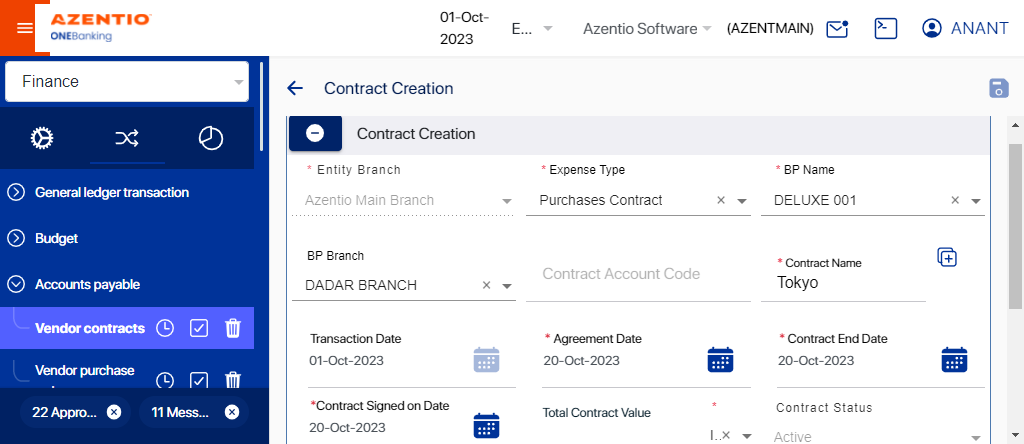 AZENTIO
ONEBanking
01-Oct-2023
E...
Azentio Software
(AZENTMAIN)
ANANT
Finance
General ledger transaction
Budget
Accounts payable
Vendor contracts
Vendor purchase
22 Appro...
11 Mess...
Contract Creation
Contract Creation
* Entity Branch
Azentio Main Branch
* Expense Type
Purchases Contract
* BP Name
DELUXE 001
BP Branch
DADAR BRANCH
Contract Account Code
* Contract Name
Tokyo
Transaction Date
01-Oct-2023
* Agreement Date
20-Oct-2023
* Contract End Date
20-Oct-2023
*Contract Signed on Date
20-Oct-2023
Total Contract Value
*
I..
Contract Status
Active